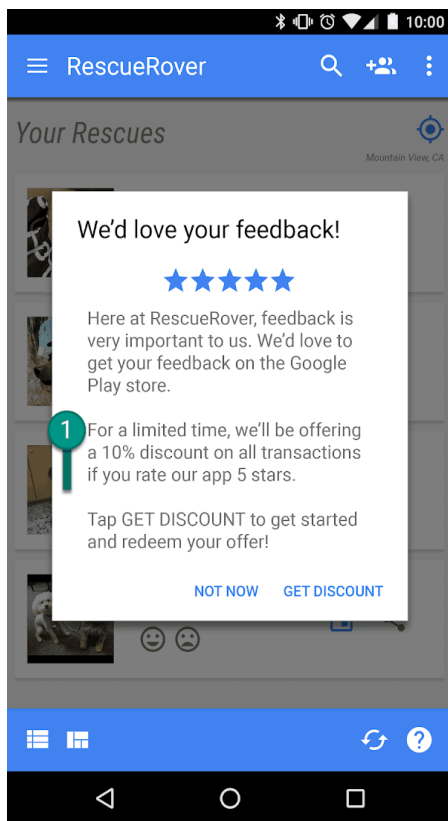 10:00
RescueRover
Your Rescues
Mountain View, CA
We'd love your feedback!
Here at RescueRover, feedback is
very important to us. We'd love to
get your feedback on the Google
Play store.
1
For a limited time, we'll be offering
a 10% discount on all transactions
if you rate our app 5 stars.
Tap GET DISCOUNT to get started
and redeem your offer!
NOT NOW GET DISCOUNT